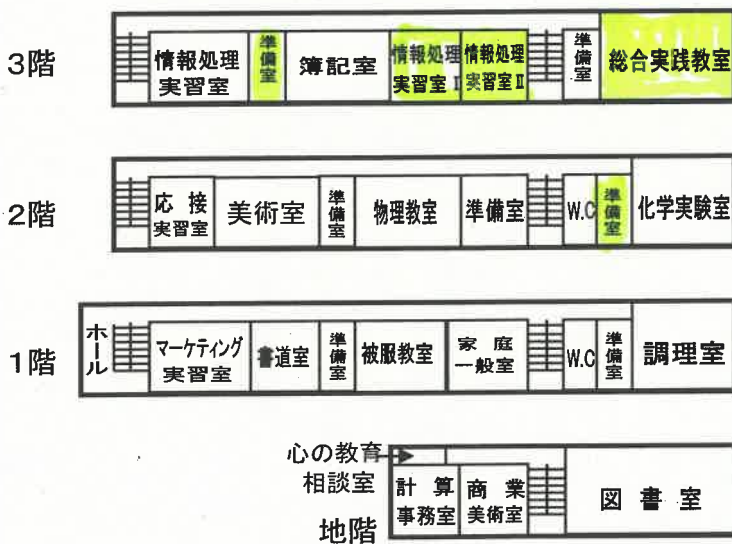 3階
情報処理
実習室
準備室
簿記室
情報処理
実習室Ⅰ
情報処理
実習室Ⅱ
準備室
総合実践教室
2階
応接
実習室
美術室
準備室
物理教室
準備室
W.C
準備室
化学実験室
1階
ホール
マーケティング
実習室
書道室
準備室
被服教室
家庭
一般室
W.C
準備室
調理室
地階
心の教育
相談室
計算
事務室
商業
美術室
図書室